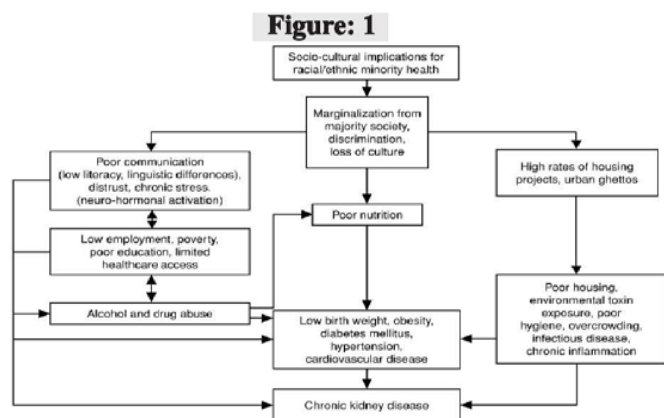 Figure: 1
Socio-cultural implications for
racial/ethnic minority health
Marginalization from
majority society,
discrimination,
loss of culture
Poor communication
(low literacy, linguistic differences),
distrust, chronic stress.
(neuro-hormonal activation)
High rates of housing
projects, urban ghettos
Poor nutrition
Low employment, poverty,
poor education, limited
healthcare access
Alcohol and drug abuse
Low birth weight, obesity,
diabetes mellitus,
hypertension,
cardiovascular disease
Poor housing,
environmental toxin
exposure, poor
hygiene, overcrowding,
infectious disease,
chronic inflammation
Chronic kidney disease